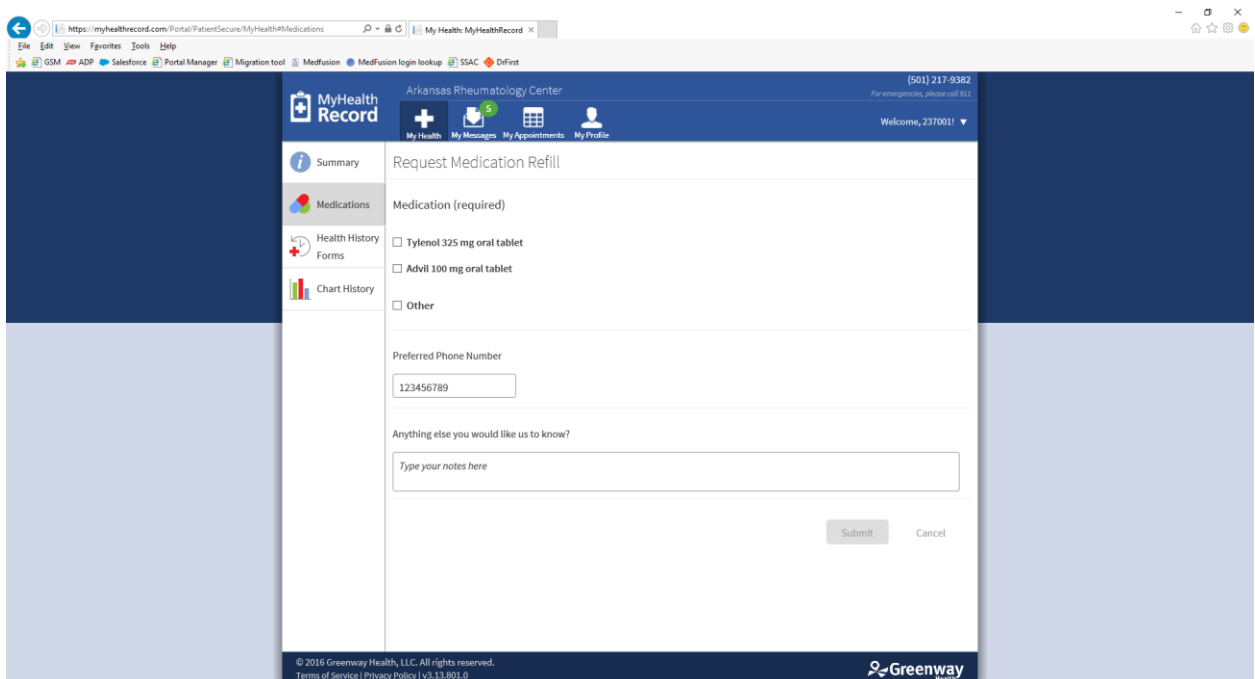 https://myhealthrecord.com/Portal/PatientSecure/MyHealth#Medications
My Health: MyHealthRecord
File Edit View Favorites Tools Help
GSM ADP Salesforce Portal Manager Migration tool Medfusion MedFusion login lookup SSAC DrFirst
(501) 217-9382
For emergencies, please call 911
Arkansas Rheumatology Center
MyHealth
Record
5
My Health My Messages My Appointments My Profile
Welcome, 237001!
Summary
Medications
Health History
Forms
Chart History
Request Medication Refill
Medication (required)
Tylenol 325 mg oral tablet
Advil 100 mg oral tablet
Other
Preferred Phone Number
123456789
Anything else you would like us to know?
Type your notes here
Submit Cancel
© 2016 Greenway Health, LLC. All rights reserved.
Terms of Service | Privacy Policy | v3.13.801.0
Greenway
Health